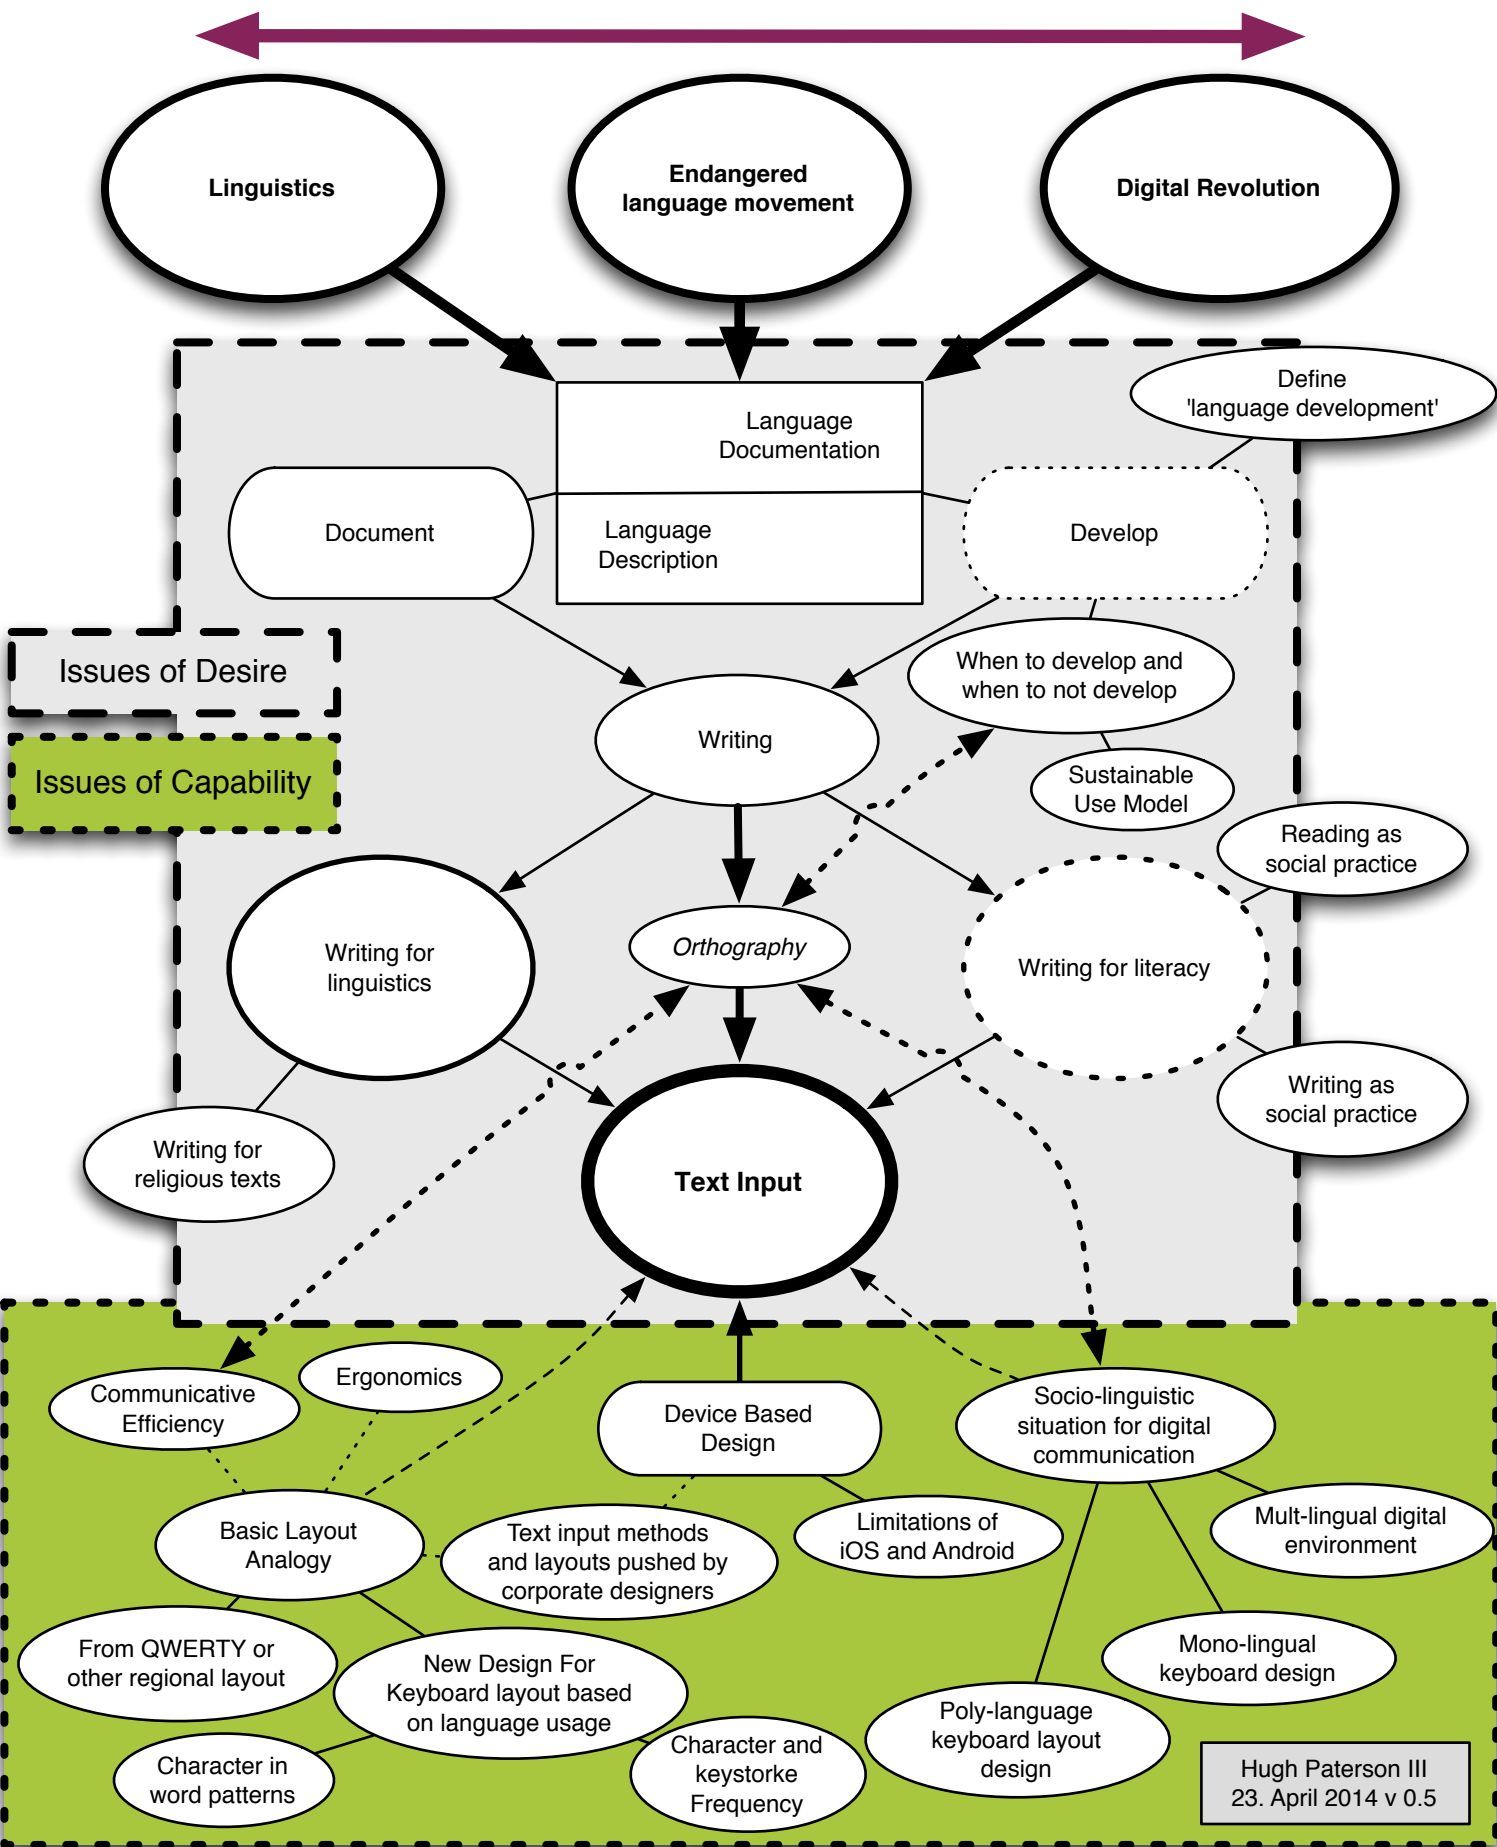 Linguistics
Endangered
language movement
Digital Revolution
Define
'language development'
Language
Documentation
Document
Language
Description
Develop
Issues of Desire
When to develop and
when to not develop
Writing
Issues of Capability
Sustainable
Use Model
Reading as
social practice
Writing for
linguistics
Orthography
Writing for literacy
Writing as
social practice
Writing for
religious texts
Text Input
Communicative
Efficiency
Ergonomics
Device Based
Design
Socio-linguistic
situation for digital
communication
Basic Layout
Analogy
Text input methods
and layouts pushed by
corporate designers
Limitations of
iOS and Android
Mult-lingual digital
environment
From QWERTY or
other regional layout
New Design For
Keyboard layout based
on language usage
Mono-lingual
keyboard design
Poly-language
keyboard layout
design
Character in
word patterns
Character and
keystorke
Frequency
Hugh Paterson III
23. April 2014 v 0.5